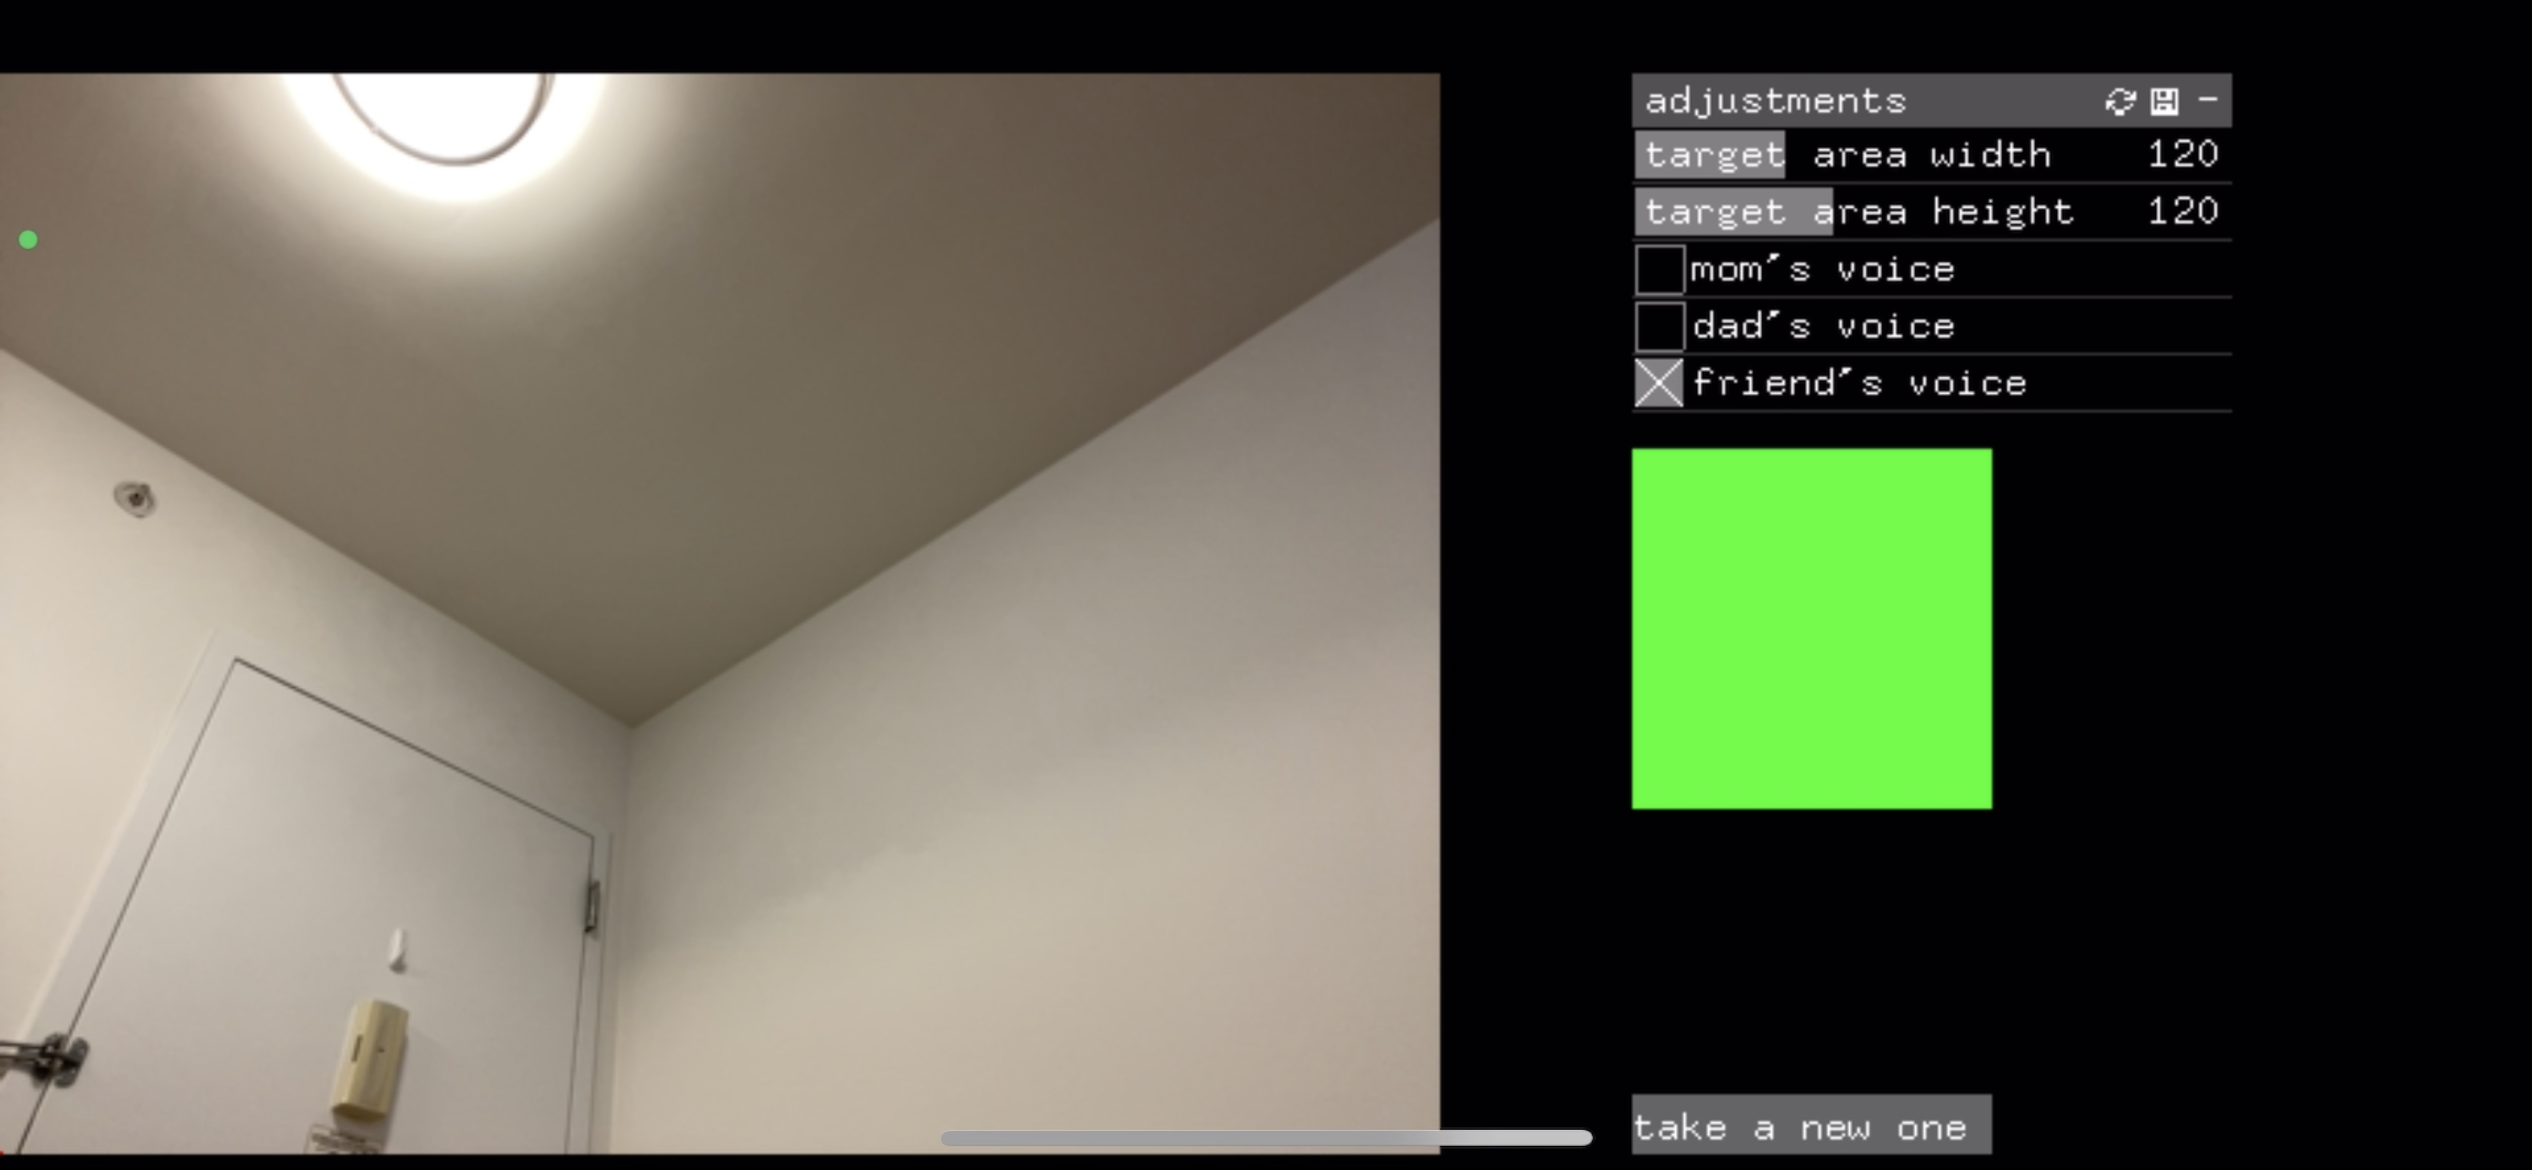 adjustments
target area width 120
target area height 120
mom's voice
dad's voice
friend's voice
take a new one